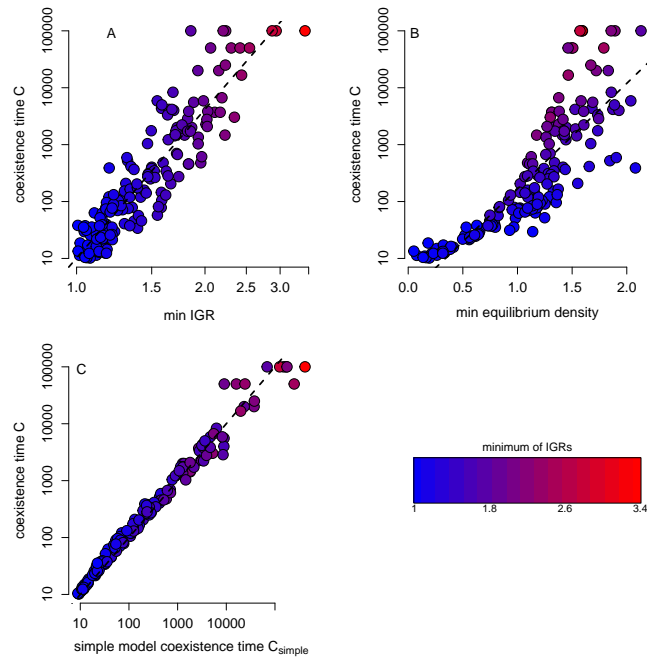 A
coexistence time C
10 100 1000 10000 100000
1.0 1.5 2.0 2.5 3.0
min IGR
B
coexistence time C
10 100 1000 10000 100000
0.0 0.5 1.0 1.5 2.0
min equilibrium density
C
coexistence time C
10 100 1000 10000 100000
10 100 1000 10000
simple model coexistence time Csimple
minimum of IGRs
1 1.8 2.6 3.4